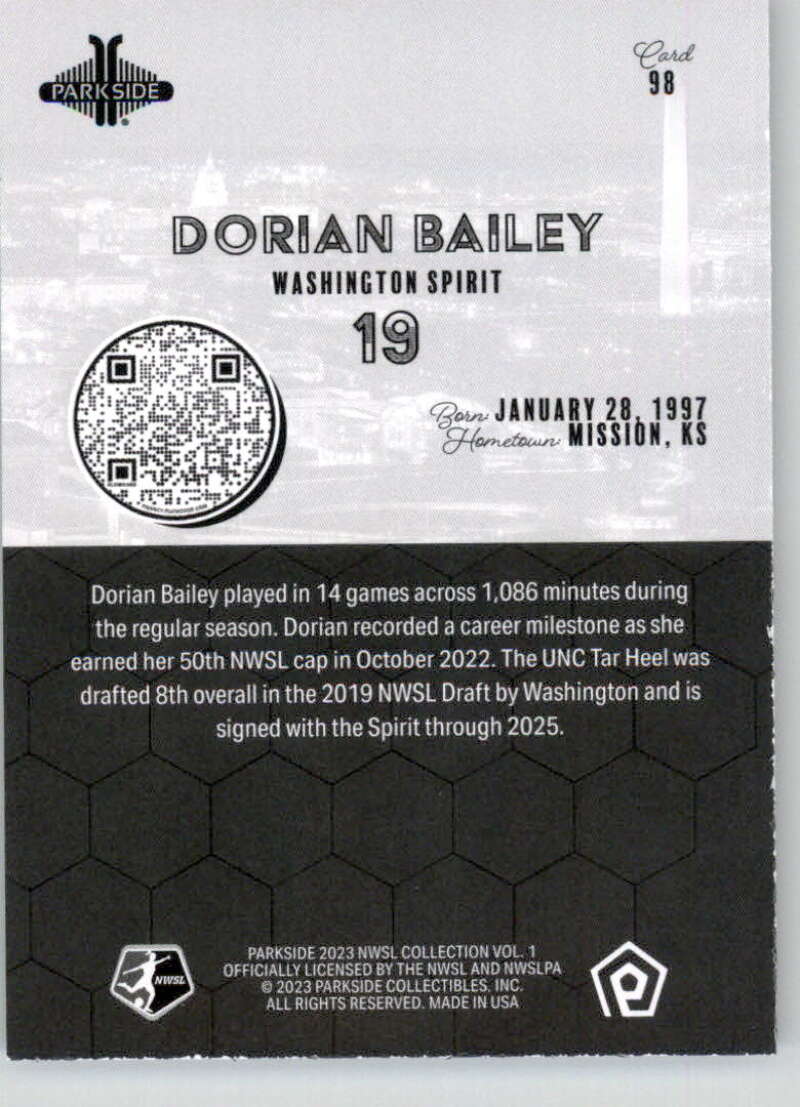 PARKSIDE
Card
98
DORIAN BAILEY
WASHINGTON SPIRIT
19
Born: JANUARY 28, 1997
Hometown: MISSION, KS
Dorian Bailey played in 14 games across 1,086 minutes during
the regular season. Dorian recorded a career milestone as she
earned her 50th NWSL cap in October 2022. The UNC Tar Heel was
drafted 8th overall in the 2019 NWSL Draft by Washington and is
signed with the Spirit through 2025.
NWSL
PARKSIDE 2023 NWSL COLLECTION VOL. 1
OFFICIALLY LICENSED BY THE NWSL AND NWSLPA
© 2023 PARKSIDE COLLECTIBLES, INC.
ALL RIGHTS RESERVED. MADE IN USA